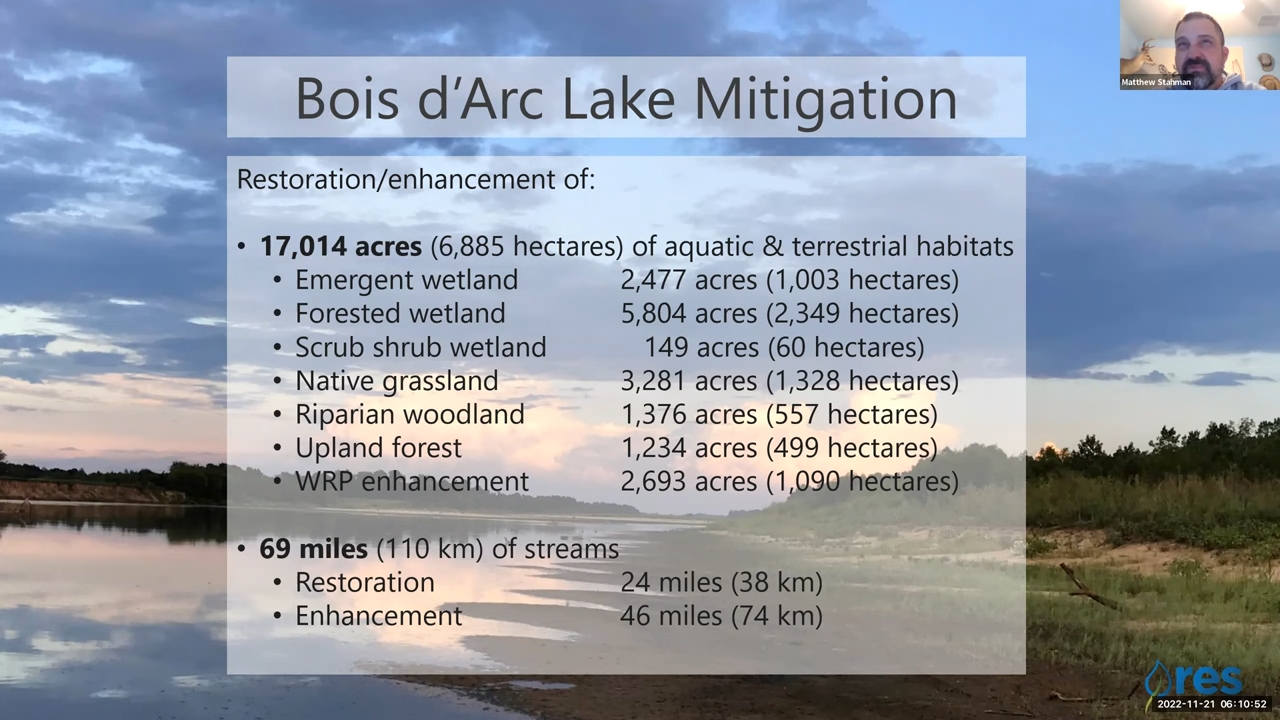 Matthew Stahman
Bois d’Arc Lake Mitigation
Restoration/enhancement of:
• 17,014 acres (6,885 hectares) of aquatic & terrestrial habitats
• Emergent wetland 2,477 acres (1,003 hectares)
• Forested wetland 5,804 acres (2,349 hectares)
• Scrub shrub wetland 149 acres (60 hectares)
• Native grassland 3,281 acres (1,328 hectares)
• Riparian woodland 1,376 acres (557 hectares)
• Upland forest 1,234 acres (499 hectares)
• WRP enhancement 2,693 acres (1,090 hectares)
• 69 miles (110 km) of streams
• Restoration 24 miles (38 km)
• Enhancement 46 miles (74 km)
res
2022-11-21 06:10:52